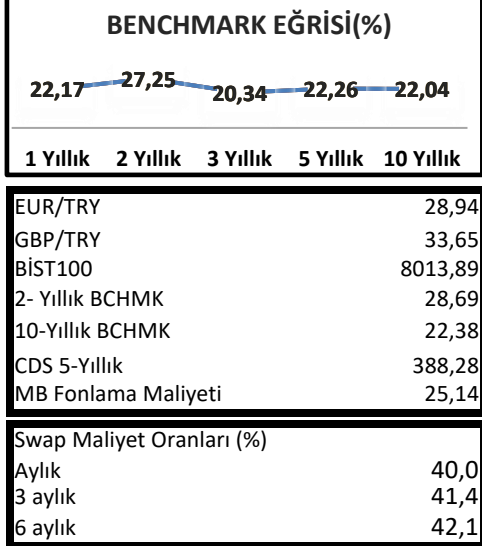 BENCHMARK EĞRİSİ(%)
22,17 27,25 20,34 22,26 22,04
1 Yıllık 2 Yıllık 3 Yıllık 5 Yıllık 10 Yıllık
EUR/TRY 28,94
GBP/TRY 33,65
BİST100 8013,89
2- Yıllık BCHMK 28,69
10-Yıllık BCHMK 22,38
CDS 5-Yıllık 388,28
MB Fonlama Maliyeti 25,14
Swap Maliyet Oranları (%)
Aylık 40,0
3 aylık 41,4
6 aylık 42,1